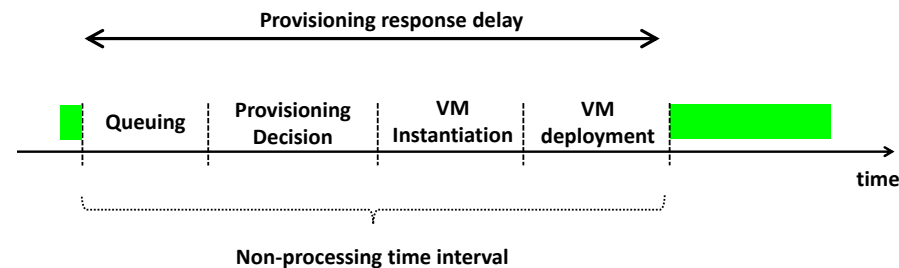 Provisioning response delay
Queuing
Provisioning
Decision
VM
Instantiation
VM
deployment
time
Non-processing time interval